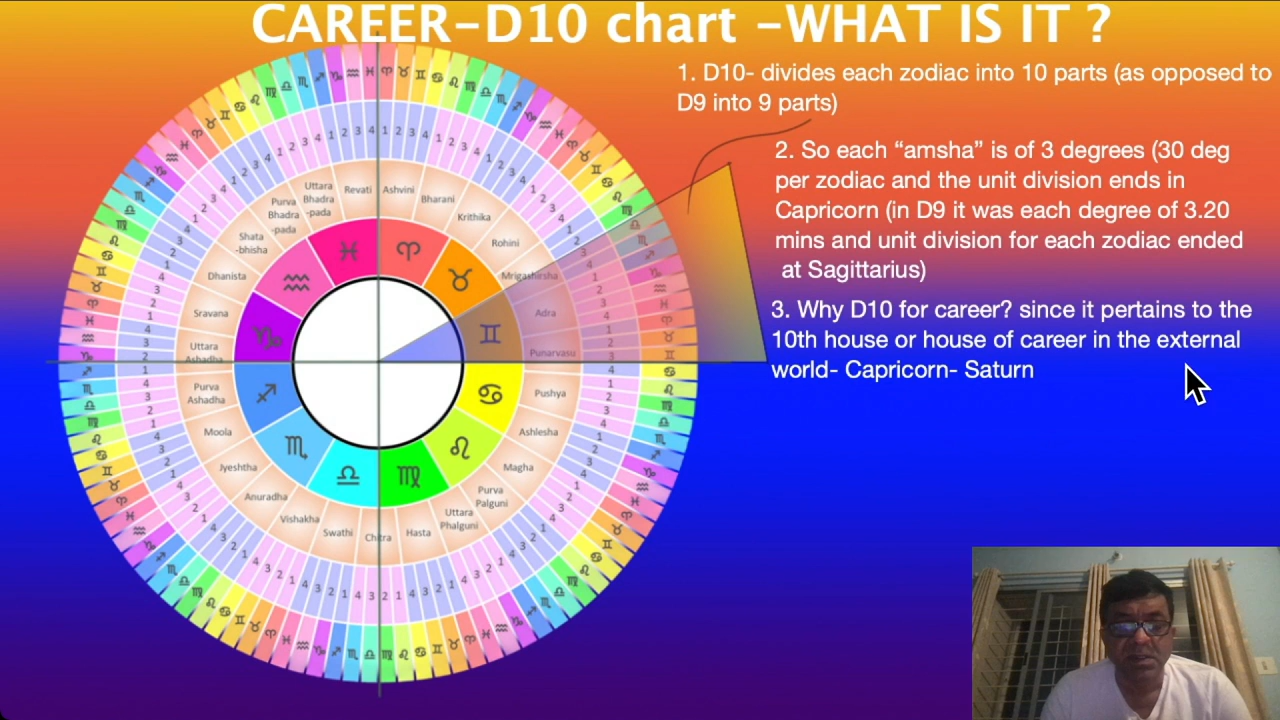 CAREER-D10 chart -WHAT IS IT ?
1. D10- divides each zodiac into 10 parts (as opposed to
D9 into 9 parts)
2. So each “amsha” is of 3 degrees (30 deg
per zodiac and the unit division ends in
Capricorn (in D9 it was each degree of 3.20
mins and unit division for each zodiac ended
at Sagittarius)
3. Why D10 for career? since it pertains to the
10th house or house of career in the external
world- Capricorn- Saturn
Ashvini
Bharani
Krithika
Rohini
Mrigashirsha
Adra
Punarvasu
Pushya
Ashlesha
Magha
Purva
Palguni
Uttara
Phalguni
Hasta
Chitra
Swathi
Vishakha
Anuradha
Jyeshtha
Moola
Purva
Ashadha
Uttara
Ashadha
Sravana
Dhanista
Shata
-bhisha
Purva
Bhadra
-pada
Uttara
Bhadra
-pada
Revati